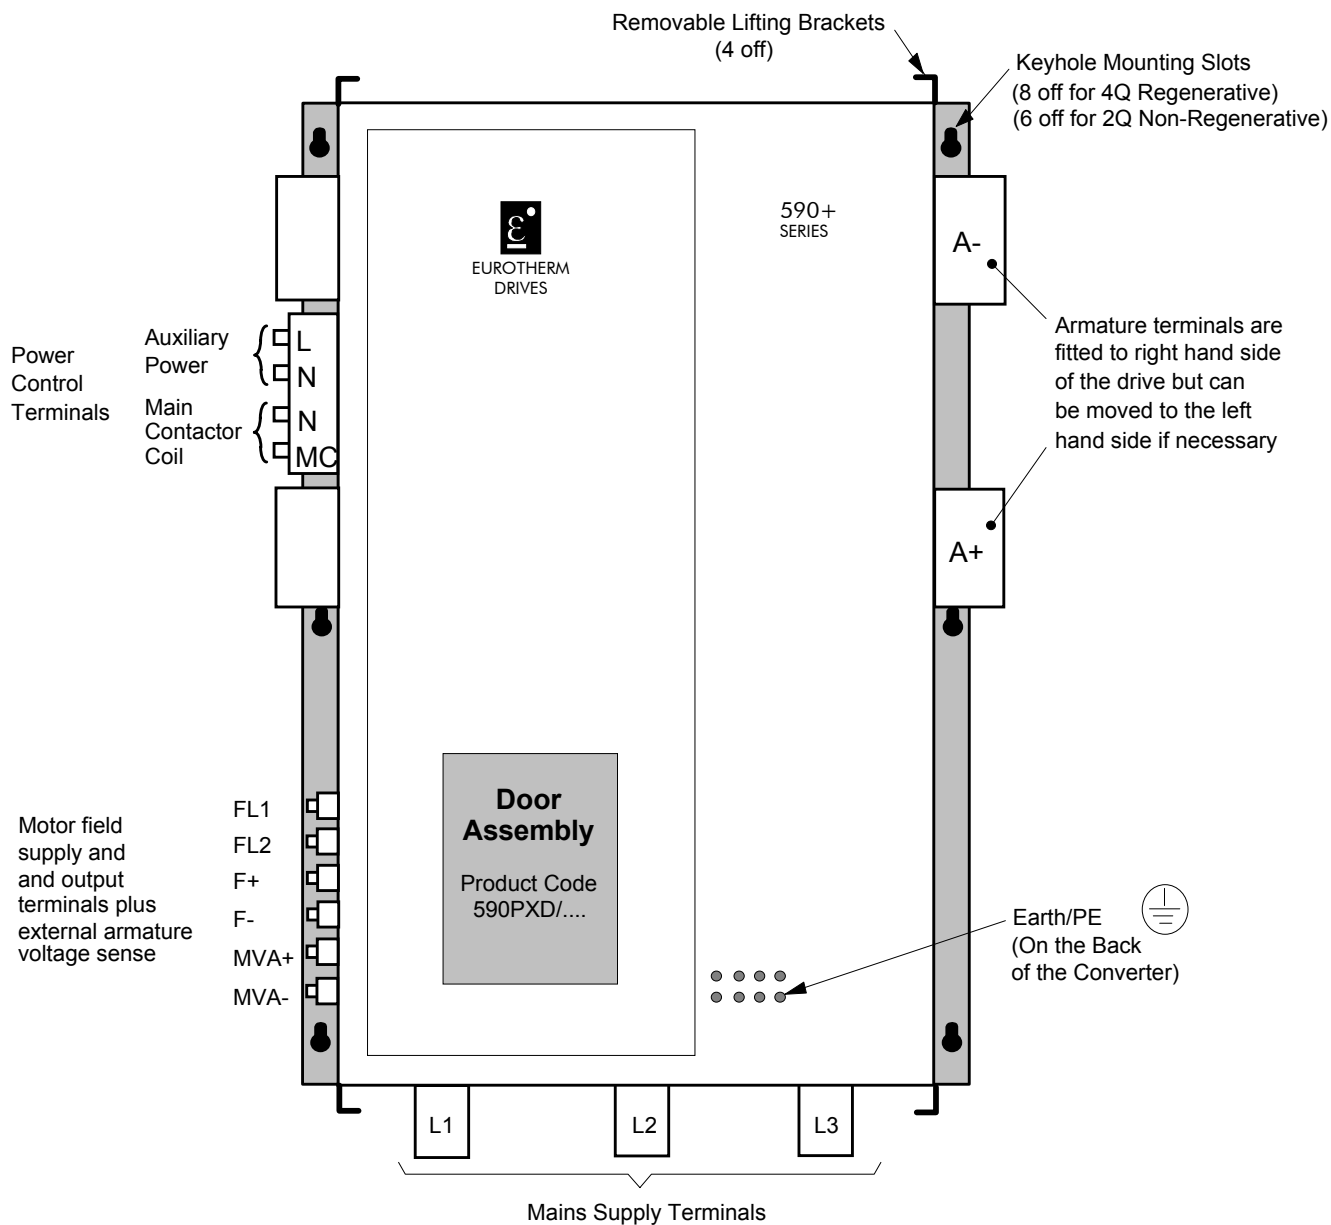 Removable Lifting Brackets
(4 off)
Keyhole Mounting Slots
(8 off for 4Q Regenerative)
(6 off for 2Q Non-Regenerative)
590+
SERIES
EUROTHERM
DRIVES
A-
Armature terminals are
fitted to right hand side
of the drive but can
be moved to the left
hand side if necessary
A+
Power
Control
Terminals
Auxiliary
Power
Main
Contactor
Coil
L
N
N
MC
Motor field
supply and
and output
terminals plus
external armature
voltage sense
FL1
FL2
F+
F-
MVA+
MVA-
Door
Assembly
Product Code
590PXD/....
Earth/PE
(On the Back
of the Converter)
L1
L2
L3
Mains Supply Terminals